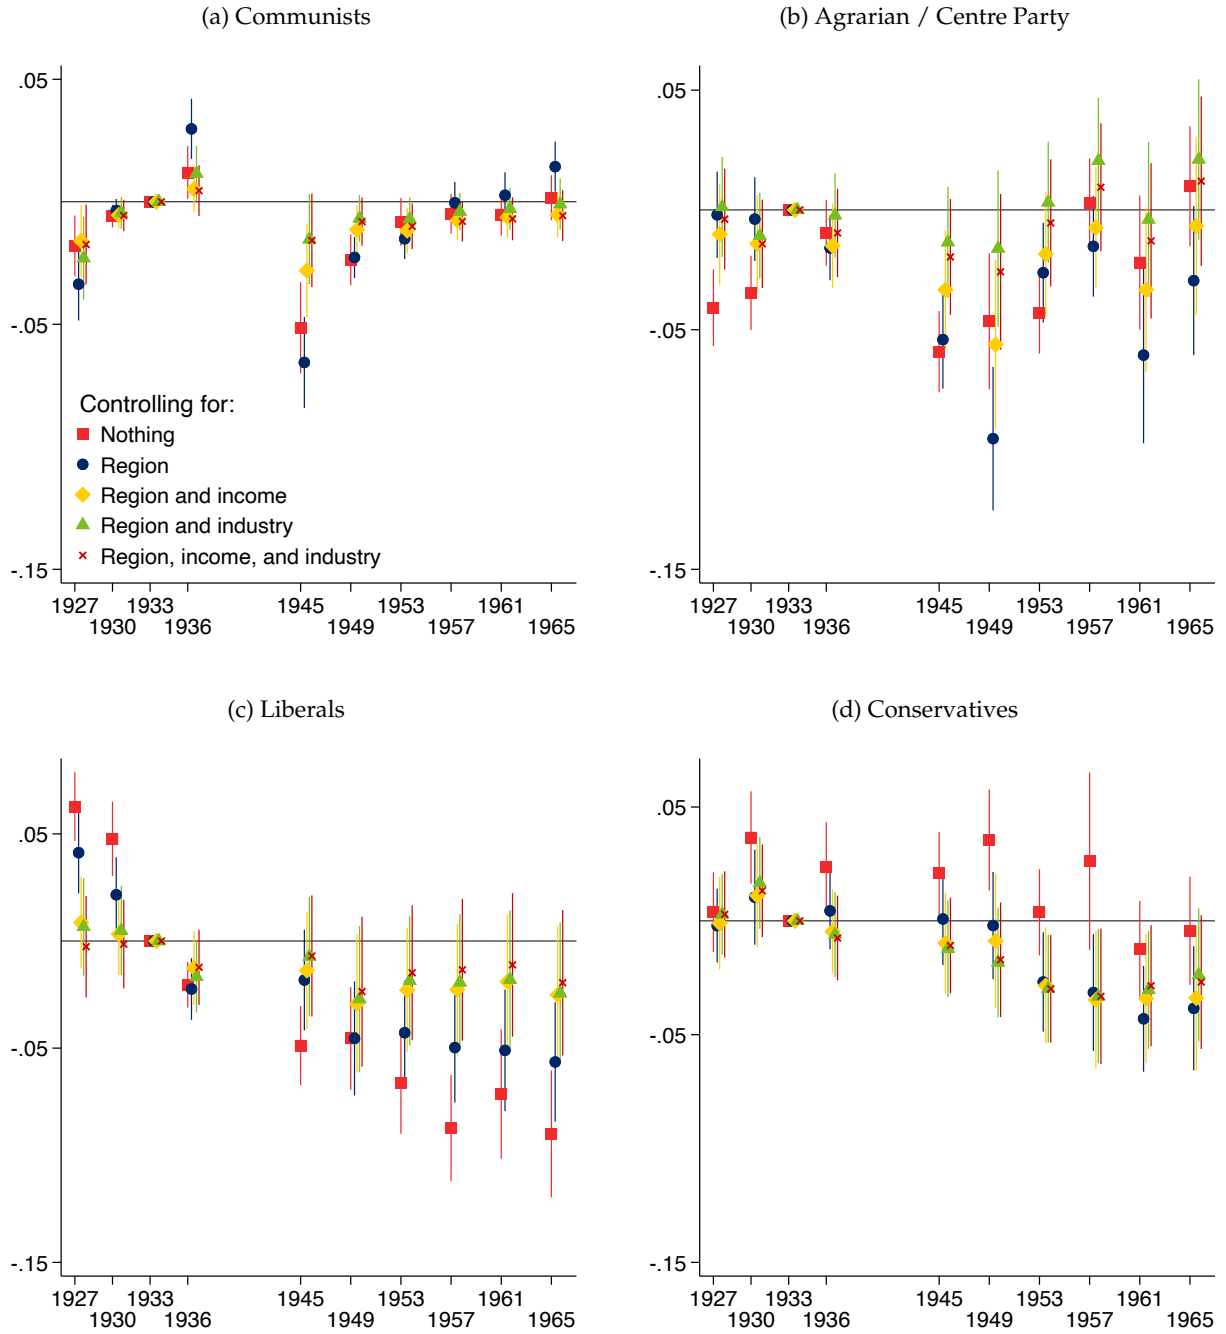 (a) Communists
.05
-.05
-.15
Controlling for:
Nothing
Region
Region and income
Region and industry
Region, income, and industry
1927 1933 1945 1953 1961
1930 1936 1949 1957 1965
(b) Agrarian / Centre Party
.05
-.05
-.15
1927 1933 1945 1953 1961
1930 1936 1949 1957 1965
(c) Liberals
.05
-.05
-.15
1927 1933 1945 1953 1961
1930 1936 1949 1957 1965
(d) Conservatives
.05
-.05
-.15
1927 1933 1945 1953 1961
1930 1936 1949 1957 1965